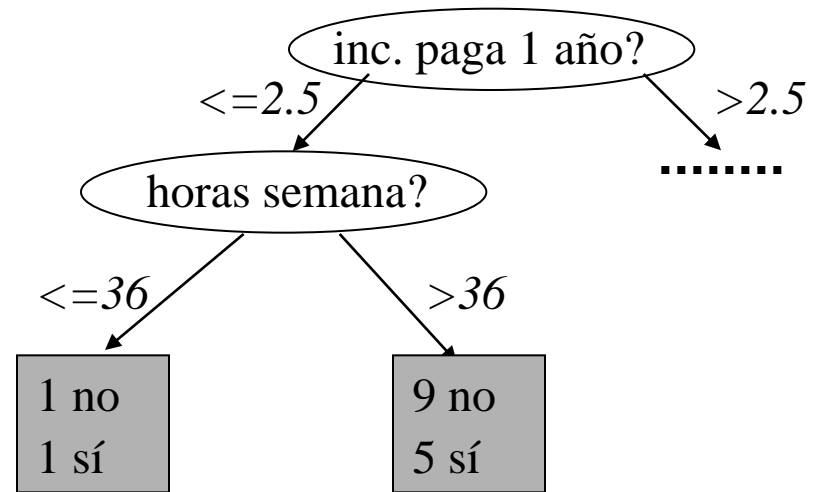 inc. paga 1 año?
<=2.5
>2.5
........
horas semana?
<=36
>36
1 no
1 sí
9 no
5 sí